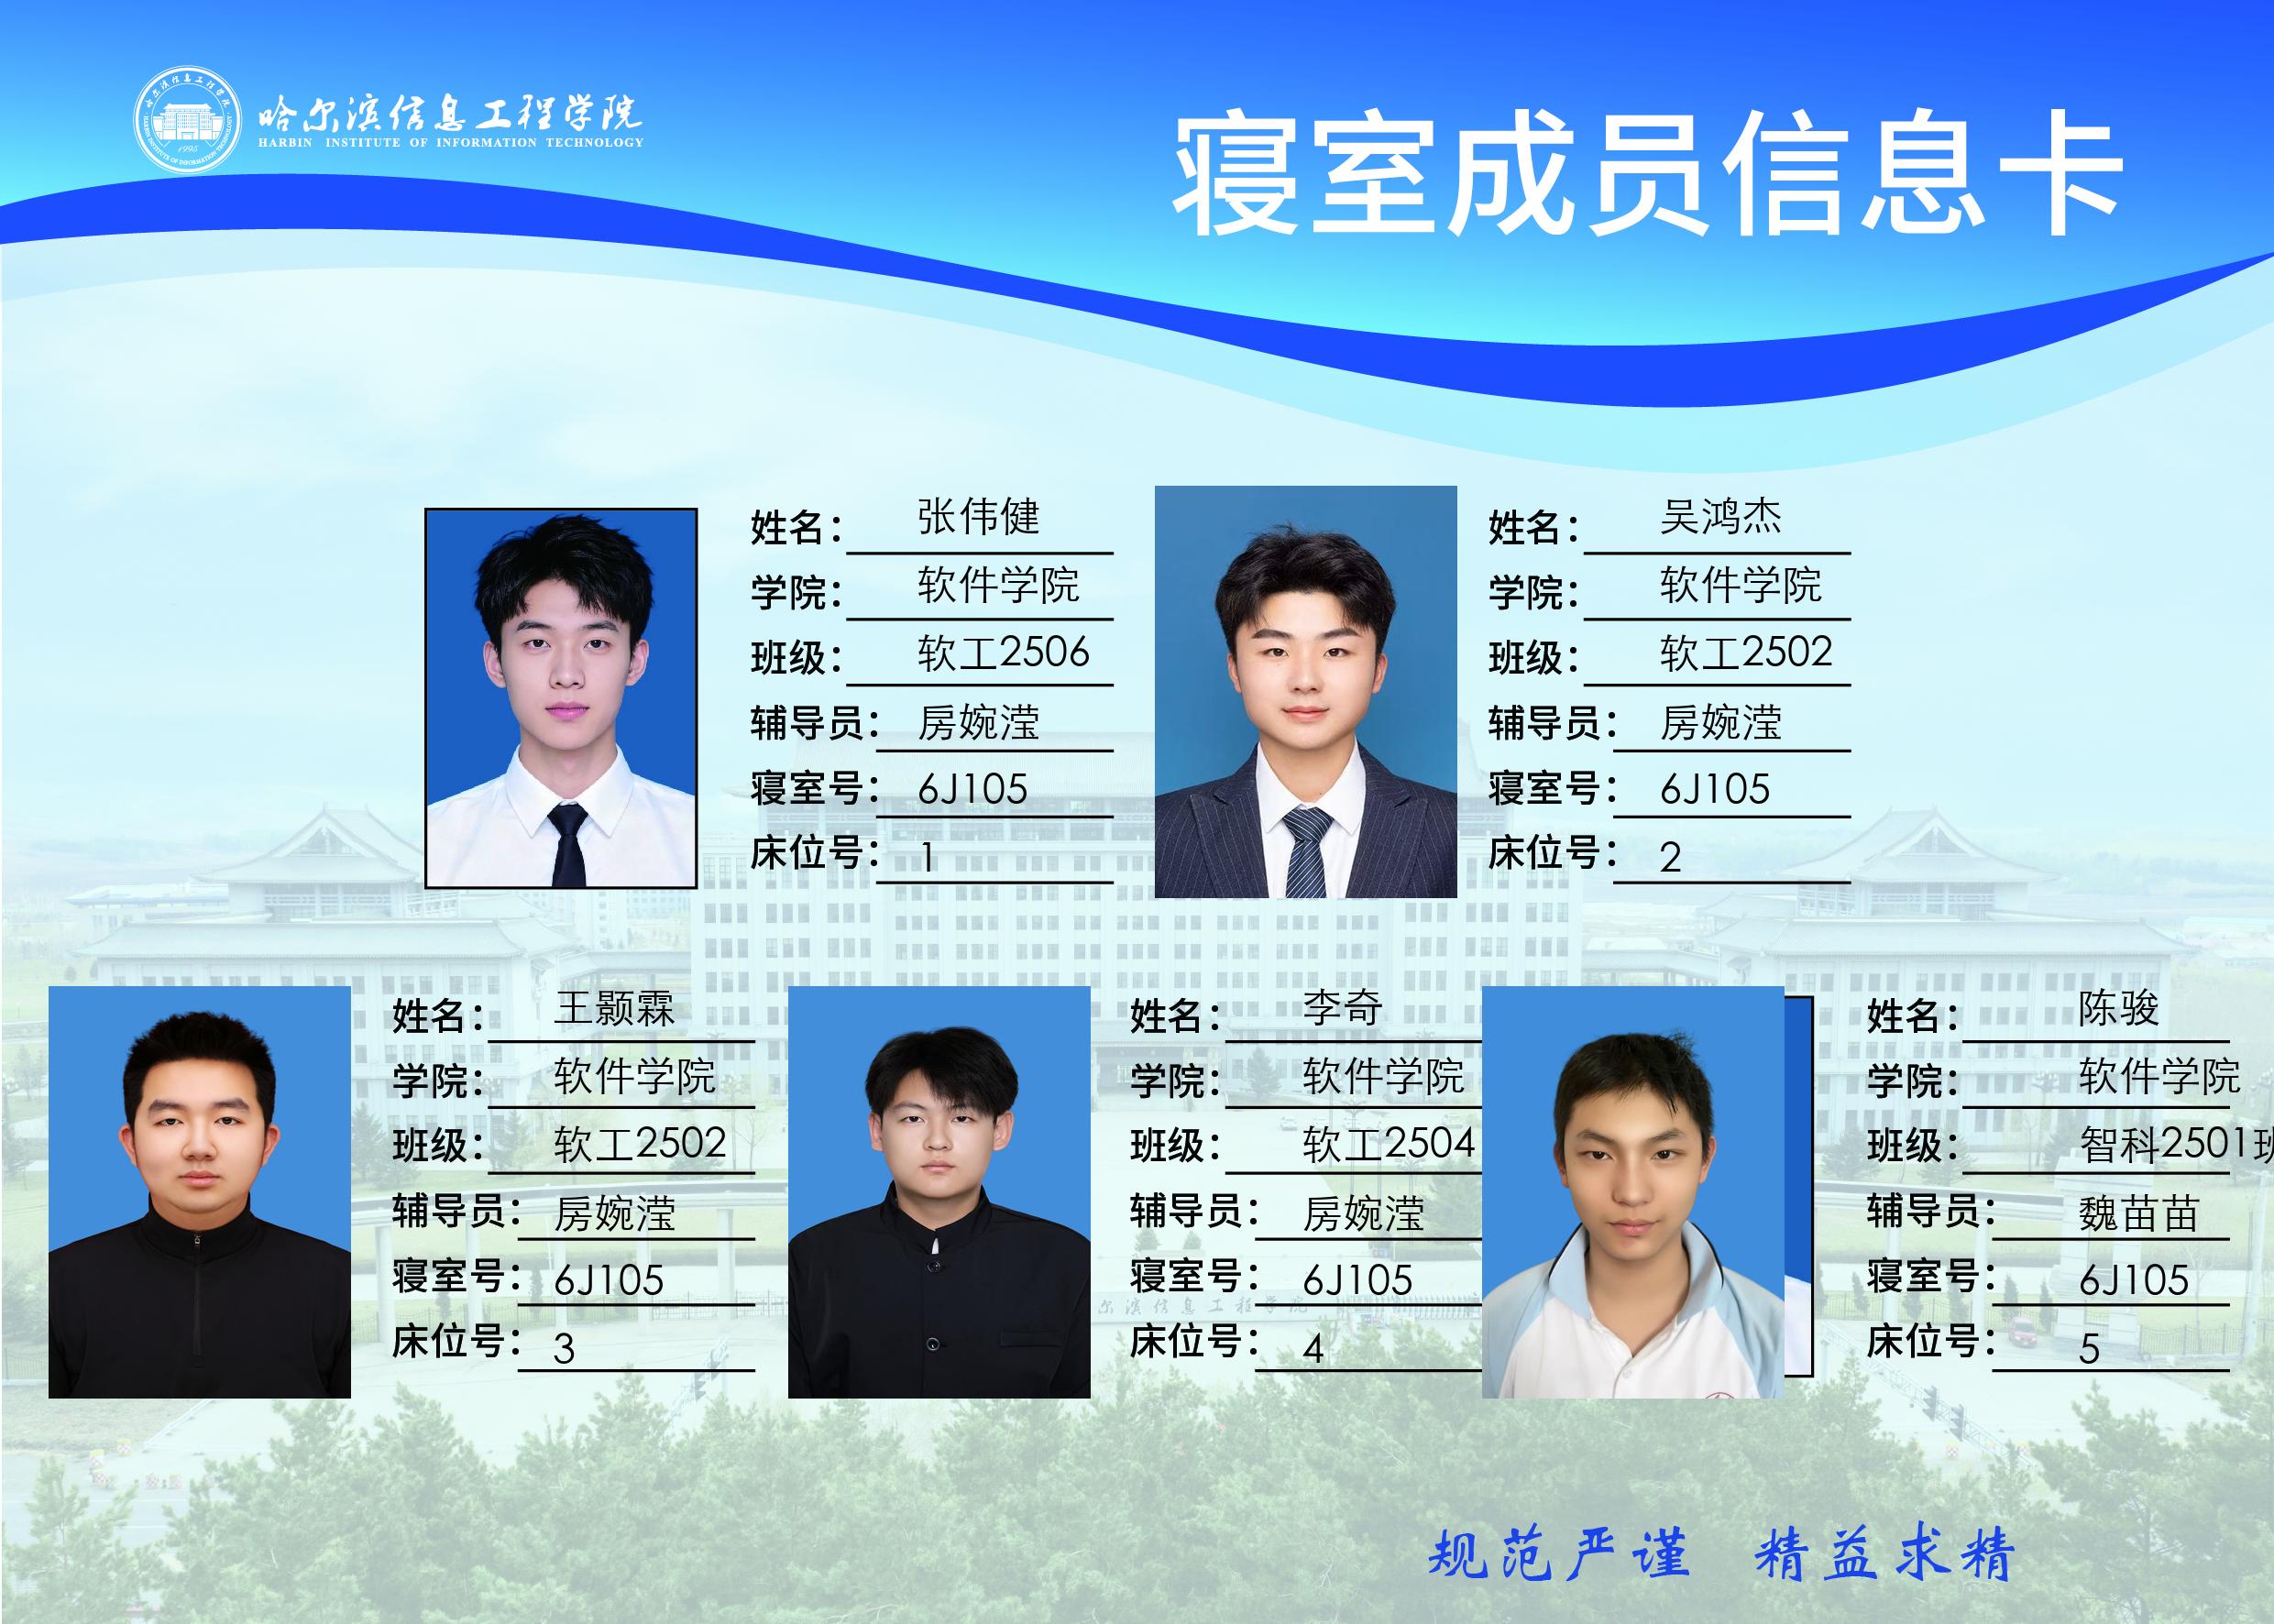 哈尔滨信息工程学院
HARBIN INSTITUTE OF INFORMATION TECHNOLOGY
1995
寝室成员信息卡
姓名： 张伟健
学院： 软件学院
班级： 软工2506
辅导员： 房婉滢
寝室号： 6J105
床位号： 1
姓名： 吴鸿杰
学院： 软件学院
班级： 软工2502
辅导员： 房婉滢
寝室号： 6J105
床位号： 2
姓名： 王颢霖
学院： 软件学院
班级： 软工2502
辅导员： 房婉滢
寝室号： 6J105
床位号： 3
姓名： 李奇
学院： 软件学院
班级： 软工2504
辅导员： 房婉滢
寝室号： 6J105
床位号： 4
姓名： 陈骏
学院： 软件学院
班级： 智科2501班
辅导员： 魏苗苗
寝室号： 6J105
床位号： 5
尔滨信息工程学院
规范严谨 精益求精